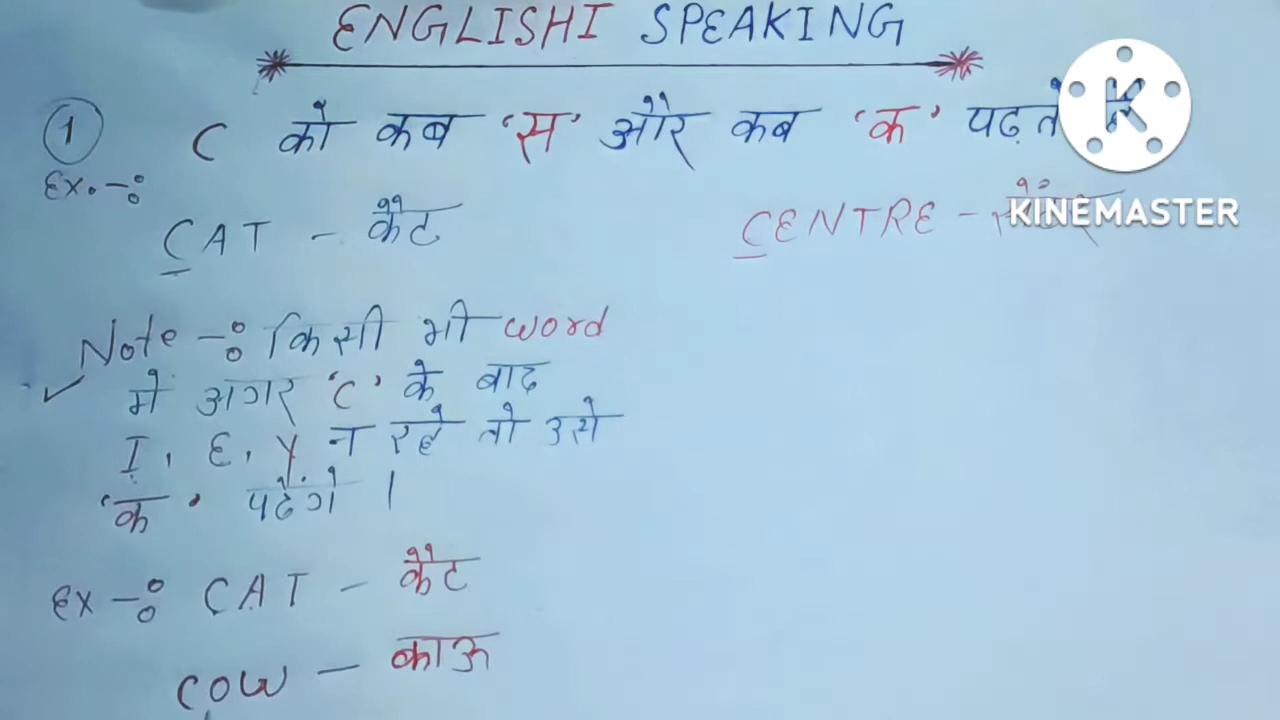 ENGLISHI SPEAKING
1 C को कब 'स' और कब 'क' पढ़ते
Ex. -:
CAT - कैट CENTRE -
KINEMASTER
Note -: किसी भी word
में अगर 'C' के बाद
I, E, Y न रहे तो उसे
'क' पढेंगे ।
Ex -: CAT - कैट
COW - काऊ